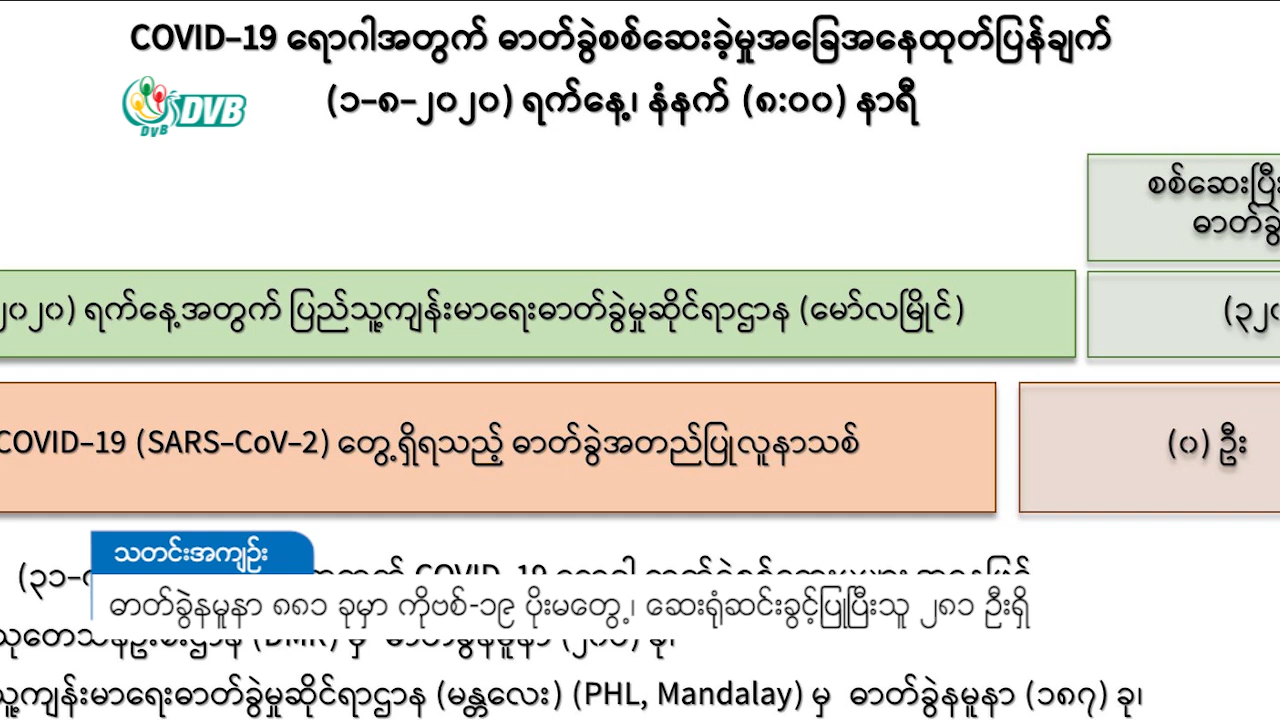 COVID-19 ရောဂါအတွက် ဓာတ်ခွဲစစ်ဆေးခဲ့မှုအခြေအနေထုတ်ပြန်ချက်
DVB
DVB
(၁-၈-၂၀၂၀) ရက်နေ့၊ နံနက် (၈:၀၀) နာရီ
စစ်ဆေးပြီး
ဓာတ်ခွဲ
၂၀၂၀) ရက်နေ့အတွက် ပြည်သူ့ကျန်းမာရေးဓာတ်ခွဲမှုဆိုင်ရာဌာန (မော်လမြိုင်)
(၃၂
COVID-19 (SARS-CoV-2) တွေ့ရှိရသည့် ဓာတ်ခွဲအတည်ပြုလူနာသစ်
(၀) ဦး
သတင်းအကျဉ်း
(၃၁-
ဓာတ်ခွဲနမူနာ ၈၈၁ ခုမှာ ကိုဗစ်-၁၉ ပိုးမတွေ့၊ ဆေးရုံဆင်းခွင့်ပြုပြီးသူ ၂၈၁ ဦးရှိ
သူ့ကျန်းမာရေးဓာတ်ခွဲမှုဆိုင်ရာဌာန (မန္တလေး) (PHL, Mandalay) မှ ဓာတ်ခွဲနမူနာ (၁၈၇) ခု၊